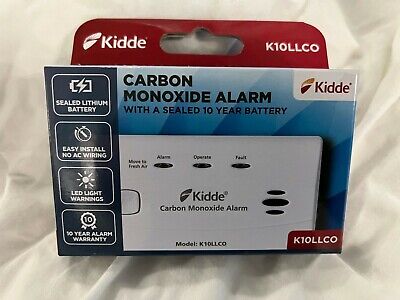 Kidde
K10LLCO
SEALED LITHIUM
BATTERY
EASY INSTALL
NO AC WIRING
LED LIGHT
WARNINGS
10
10 YEAR ALARM
WARRANTY
CARBON
MONOXIDE ALARM
WITH A SEALED 10 YEAR BATTERY
Kidde
Move to
Fresh Air
Alarm
Operate
Fault
Kidde®
Carbon Monoxide Alarm
Model: K10LLCO
K10LLCO